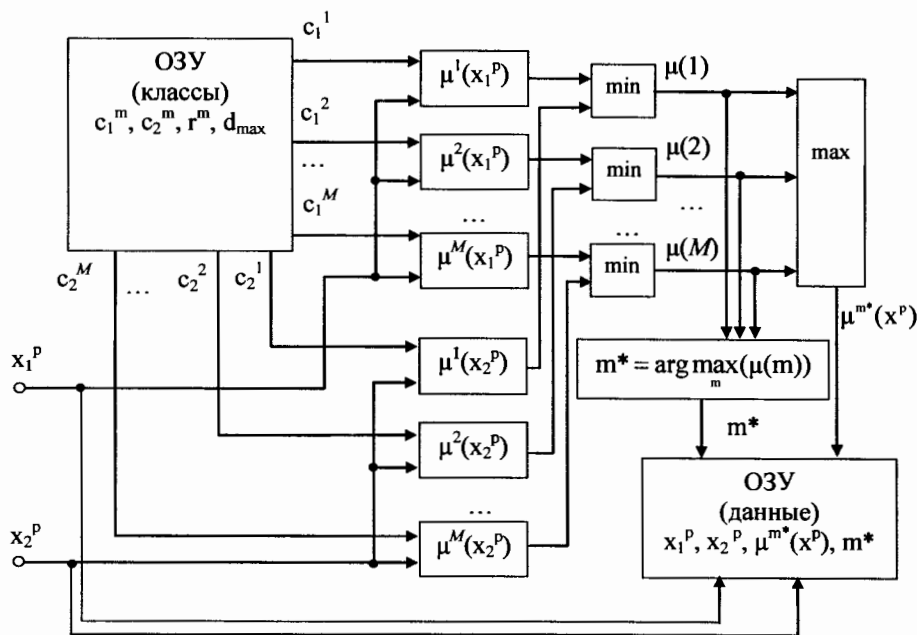 ОЗУ
(классы)
c₁ᵐ, c₂ᵐ, rᵐ, d_max
c₁¹
c₁²
…
c₁ᴹ
c₂ᴹ
…
c₂²
c₂¹
μ¹(x₁ᵖ)
μ²(x₁ᵖ)
…
μᴹ(x₁ᵖ)
μ¹(x₂ᵖ)
μ²(x₂ᵖ)
…
μᴹ(x₂ᵖ)
min
min
…
min
μ(1)
μ(2)
…
μ(M)
max
μᵐ*(xᵖ)
m* = arg max(μ(m))
m
m*
x₁ᵖ
x₂ᵖ
ОЗУ
(данные)
x₁ᵖ, x₂ᵖ, μᵐ*(xᵖ), m*